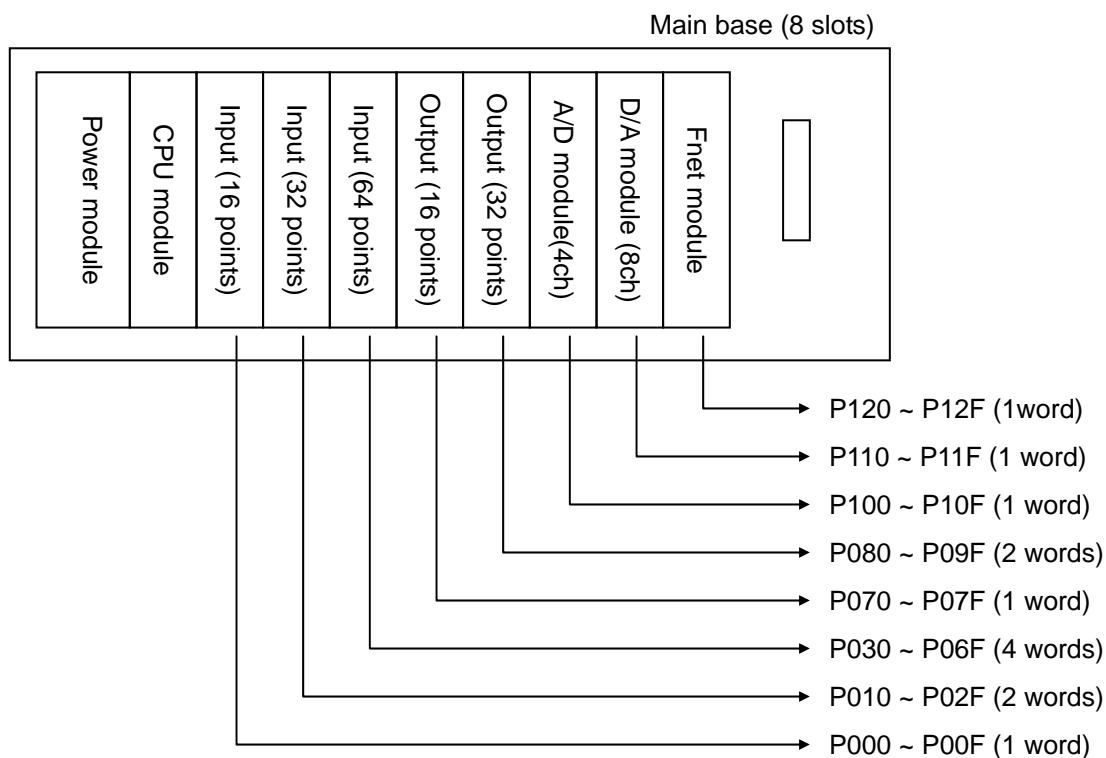 Main base (8 slots)
Power module
CPU module
Input (16 points)
Input (32 points)
Input (64 points)
Output (16 points)
Output (32 points)
A/D module(4ch)
D/A module (8ch)
Fnet module
P120 ~ P12F (1word)
P110 ~ P11F (1 word)
P100 ~ P10F (1 word)
P080 ~ P09F (2 words)
P070 ~ P07F (1 word)
P030 ~ P06F (4 words)
P010 ~ P02F (2 words)
P000 ~ P00F (1 word)